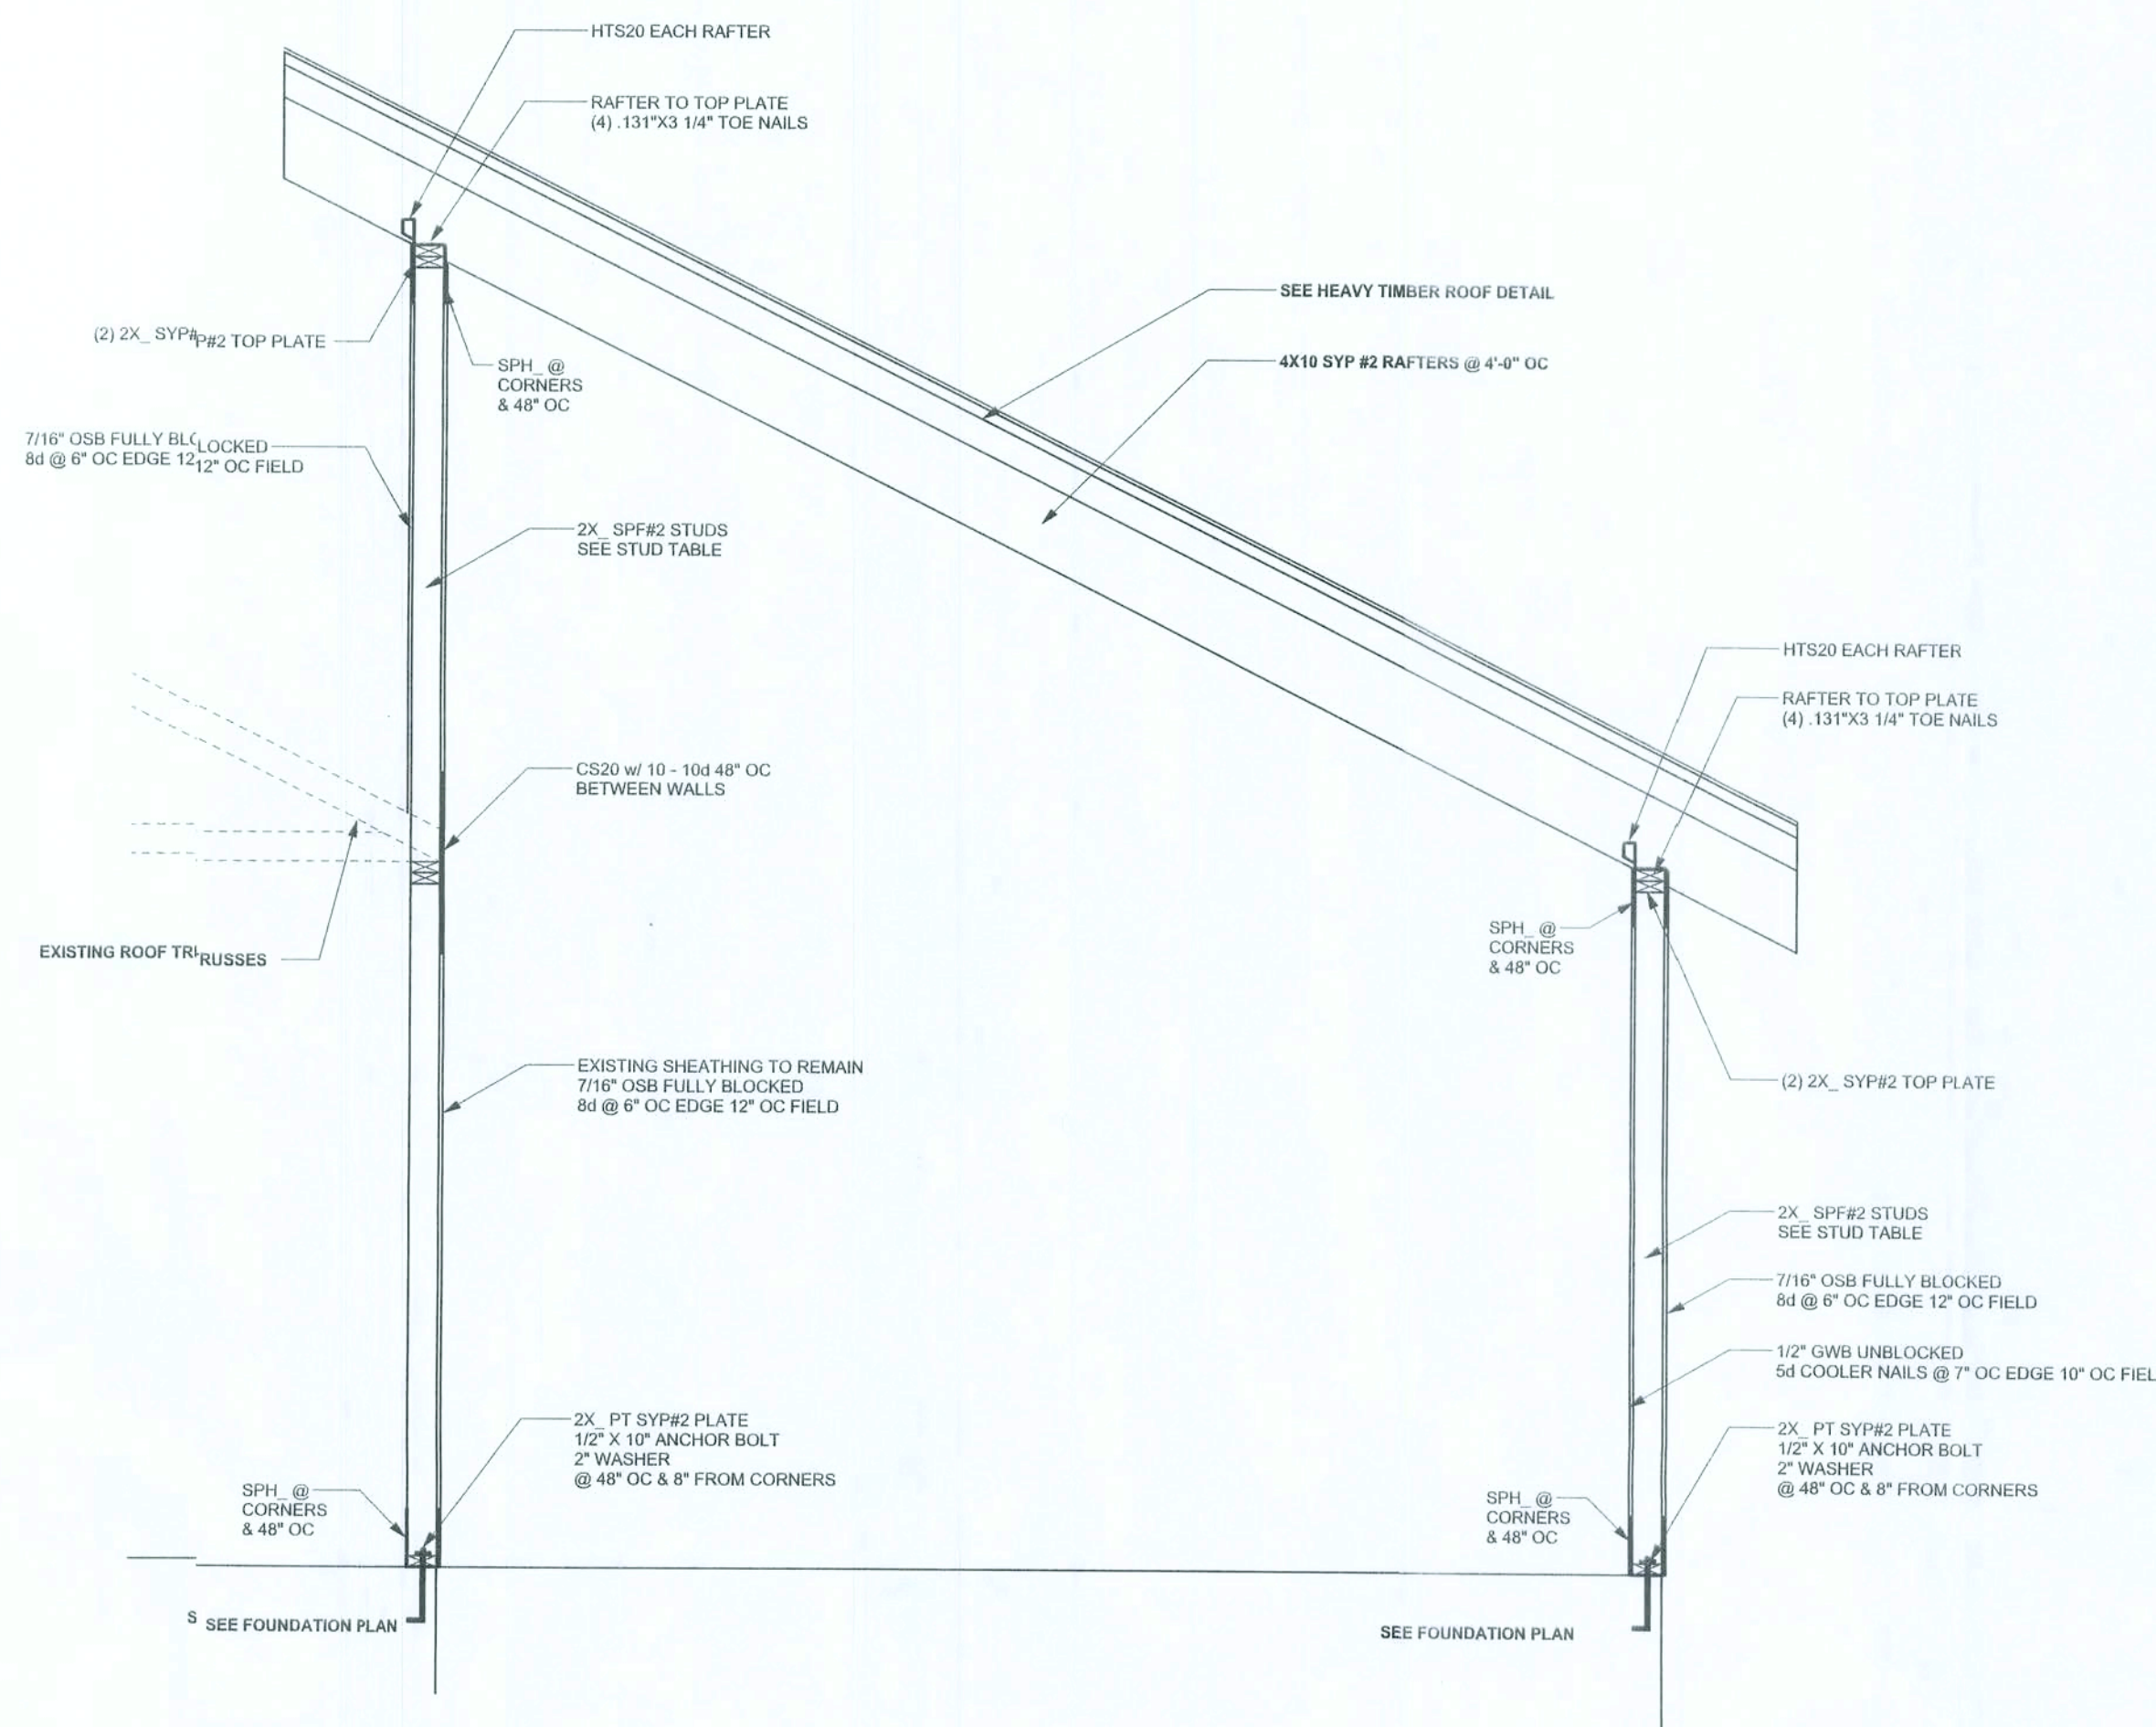 HTS20 EACH RAFTER
RAFTER TO TOP PLATE
(4) .131"X3 1/4" TOE NAILS
SEE HEAVY TIMBER ROOF DETAIL
(2) 2X_ SYP#P#2 TOP PLATE
SPH_ @
CORNERS
& 48" OC
4X10 SYP #2 RAFTERS @ 4'-0" OC
7/16" OSB FULLY BLCLOCKED
8d @ 6" OC EDGE 1212" OC FIELD
2X_ SPF#2 STUDS
SEE STUD TABLE
HTS20 EACH RAFTER
RAFTER TO TOP PLATE
(4) .131"X3 1/4" TOE NAILS
CS20 w/ 10 - 10d 48" OC
BETWEEN WALLS
EXISTING ROOF TRIRUSSES
SPH_ @
CORNERS
& 48" OC
EXISTING SHEATHING TO REMAIN
7/16" OSB FULLY BLOCKED
8d @ 6" OC EDGE 12" OC FIELD
(2) 2X_ SYP#2 TOP PLATE
2X_ SPF#2 STUDS
SEE STUD TABLE
7/16" OSB FULLY BLOCKED
8d @ 6" OC EDGE 12" OC FIELD
1/2" GWB UNBLOCKED
5d COOLER NAILS @ 7" OC EDGE 10" OC FIEL
2X_ PT SYP#2 PLATE
1/2" X 10" ANCHOR BOLT
2" WASHER
@ 48" OC & 8" FROM CORNERS
2X_ PT SYP#2 PLATE
1/2" X 10" ANCHOR BOLT
2" WASHER
@ 48" OC & 8" FROM CORNERS
SPH_ @
CORNERS
& 48" OC
SPH_ @
CORNERS
& 48" OC
S SEE FOUNDATION PLAN
SEE FOUNDATION PLAN